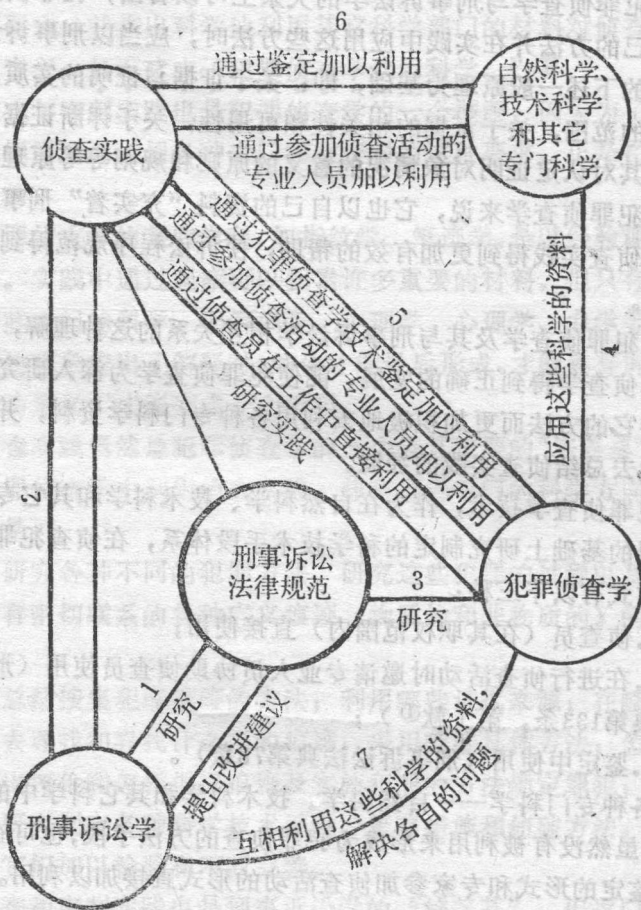 6
通过鉴定加以利用
自然科学、
技术科学
和其它
专门科学
侦查实践
通过参加侦查活动的
专业人员加以利用
5
通过犯罪侦查学技术鉴定加以利用
通过参加侦查活动的专业人员加以利用
通过侦查员在工作中直接利用
研究实践
4
应用这些科学的资料
2
刑事诉讼
法律规范
3
研究
犯罪侦查学
1
研究
提出改进建议
刑事诉讼学
互相利用这些科学的资料,
解决各自的问题